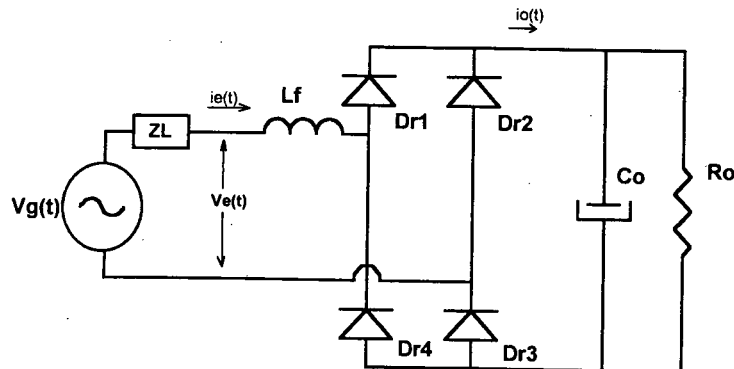 io(t)
ie(t)
Lf
Dr1
Dr2
ZL
Co
Ro
Vg(t)
Ve(t)
Dr4
Dr3